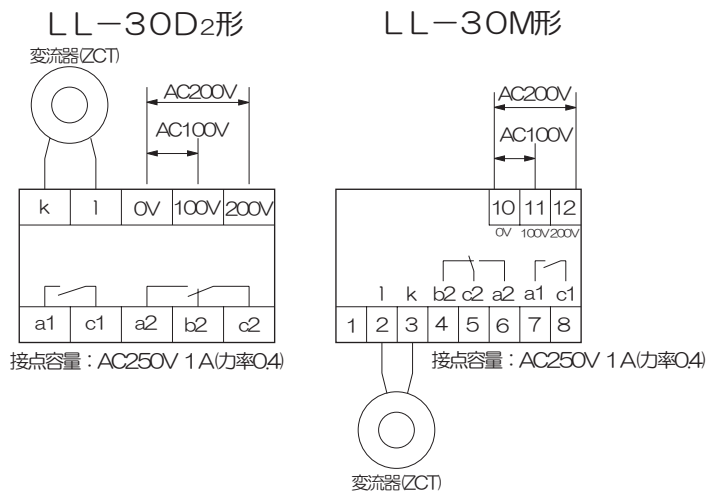 LL-30D2形
変流器(ZCT)
AC200V
AC100V
k l 0V 100V 200V
a1 c1 a2 b2 c2
接点容量：AC250V 1A(力率0.4)
LL-30M形
AC200V
AC100V
10 11 12
0V 100V 200V
l k b2 c2 a2 a1 c1
1 2 3 4 5 6 7 8
接点容量：AC250V 1A(力率0.4)
変流器(ZCT)